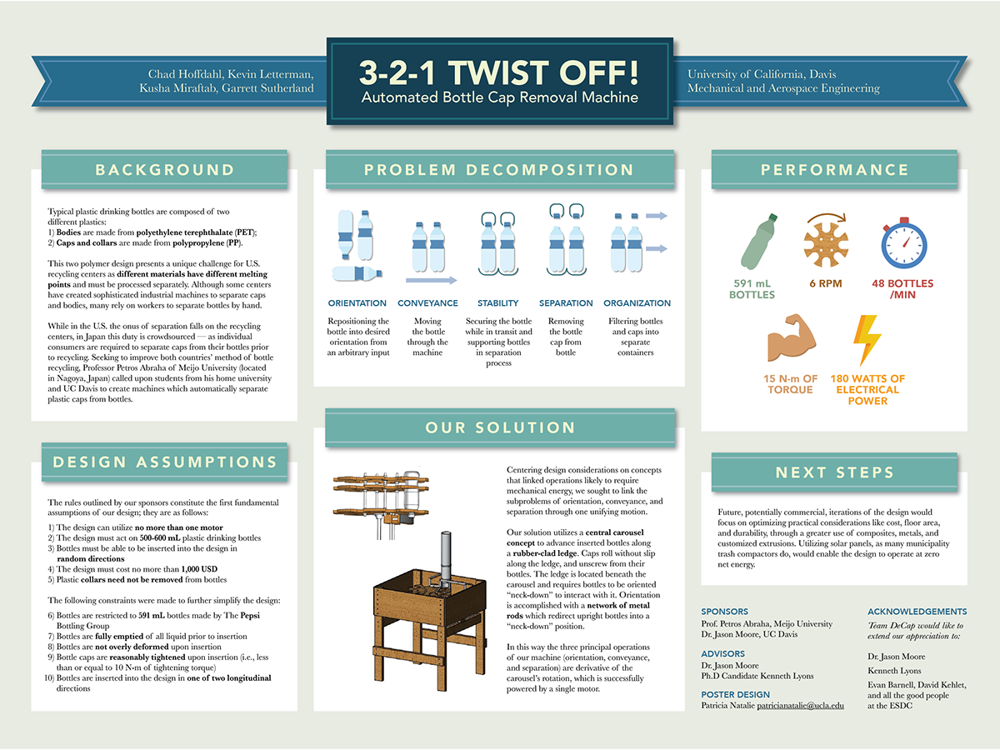 Chad Hoffdahl, Kevin Letterman,
Kusha Miraftab, Garrett Sutherland
3-2-1 TWIST OFF!
Automated Bottle Cap Removal Machine
University of California, Davis
Mechanical and Aerospace Engineering
BACKGROUND
Typical plastic drinking bottles are composed of two
different plastics:
1) Bodies are made from polyethylene terephthalate (PET);
2) Caps and collars are made from polypropylene (PP).
This two polymer design presents a unique challenge for U.S.
recycling centers as different materials have different melting
points and must be processed separately. Although some centers
have created sophisticated industrial machines to separate caps
and bodies, many rely on workers to separate bottles by hand.
While in the U.S. the onus of separation falls on the recycling
centers, in Japan this duty is crowdsourced — as individual
consumers are required to separate caps from their bottles prior
to recycling. Seeking to improve both countries' method of bottle
recycling, Professor Petros Abraha of Meijo University (located
in Nagoya, Japan) called upon students from his home university
and UC Davis to create machines which automatically separate
plastic caps from bottles.
DESIGN ASSUMPTIONS
The rules outlined by our sponsors constitute the first fundamental
assumptions of our design; they are as follows:
1) The design can utilize no more than one motor
2) The design must act on 500-600 mL plastic drinking bottles
3) Bottles must be able to be inserted into the design in
random directions
4) The design must cost no more than 1,000 USD
5) Plastic collars need not be removed from bottles
The following constraints were made to further simplify the design:
6) Bottles are restricted to 591 mL bottles made by The Pepsi
Bottling Group
7) Bottles are fully emptied of all liquid prior to insertion
8) Bottles are not overly deformed upon insertion
9) Bottle caps are reasonably tightened upon insertion (i.e., less
than or equal to 10 N-m of tightening torque)
10) Bottles are inserted into the design in one of two longitudinal
directions
PROBLEM DECOMPOSITION
ORIENTATION
Repositioning the
bottle into desired
orientation from
an arbitrary input
CONVEYANCE
Moving
the bottle
through the
machine
STABILITY
Securing the bottle
while in transit and
supporting bottles
in separation
process
SEPARATION
Removing
the bottle
cap from
bottle
ORGANIZATION
Filtering bottles
and caps into
separate
containers
OUR SOLUTION
Centering design considerations on concepts
that linked operations likely to require
mechanical energy, we sought to link the
subproblems of orientation, conveyance, and
separation through one unifying motion.
Our solution utilizes a central carousel
concept to advance inserted bottles along
a rubber-clad ledge. Caps roll without slip
along the ledge, and unscrew from their
bottles. The ledge is located beneath the
carousel and requires bottles to be oriented
"neck-down" to interact with it. Orientation
is accomplished with a network of metal
rods which redirect upright bottles into a
"neck-down" position.
In this way the three principal operations
of our machine (orientation, conveyance,
and separation) are derivative of the
carousel's rotation, which is successfully
powered by a single motor.
PERFORMANCE
591 mL
BOTTLES
6 RPM
48 BOTTLES
/MIN
15 N-m OF
TORQUE
180 WATTS OF
ELECTRICAL
POWER
NEXT STEPS
Future, potentially commercial, iterations of the design would
focus on optimizing practical considerations like cost, floor area,
and durability, through a greater use of composites, metals, and
customized extrusions. Utilizing solar panels, as many municipality
trash compactors do, would enable the design to operate at zero
net energy.
SPONSORS
Prof. Petros Abraha, Meijo University
Dr. Jason Moore, UC Davis
ADVISORS
Dr. Jason Moore
Ph.D Candidate Kenneth Lyons
POSTER DESIGN
Patricia Natalie patricianatalie@ucla.edu
ACKNOWLEDGEMENTS
Team DeCap would like to
extend our appreciation to:
Dr. Jason Moore
Kenneth Lyons
Evan Barnell, David Kehlet,
and all the good people
at the ESDC